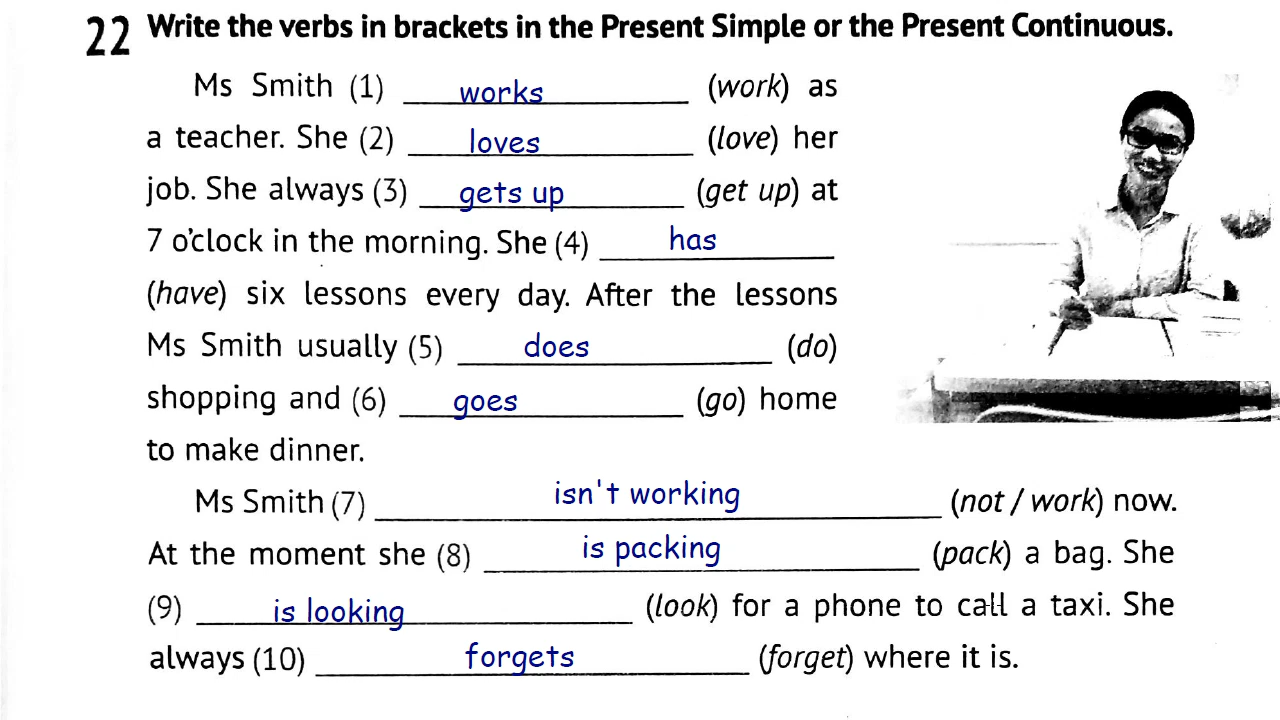 22 Write the verbs in brackets in the Present Simple or the Present Continuous.
Ms Smith (1) works (work) as
a teacher. She (2) loves (love) her
job. She always (3) gets up (get up) at
7 o'clock in the morning. She (4) has
(have) six lessons every day. After the lessons
Ms Smith usually (5) does (do)
shopping and (6) goes (go) home
to make dinner.
Ms Smith (7) isn't working (not / work) now.
At the moment she (8) is packing (pack) a bag. She
(9) is looking (look) for a phone to call a taxi. She
always (10) forgets (forget) where it is.